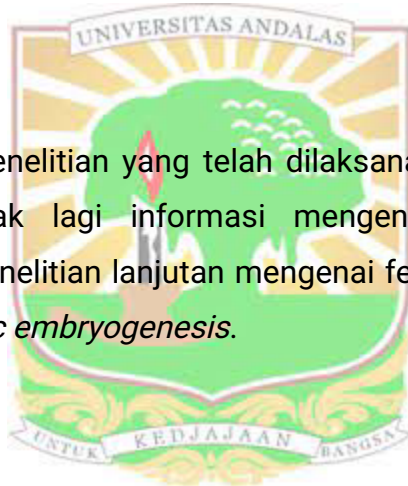 UNIVERSITAS ANDALAS
enelitian yang telah dilaksana
ak lagi informasi mengen
nelitian lanjutan mengenai fe
c embryogenesis.
UNTUK KEDJAJAAN BANGSA